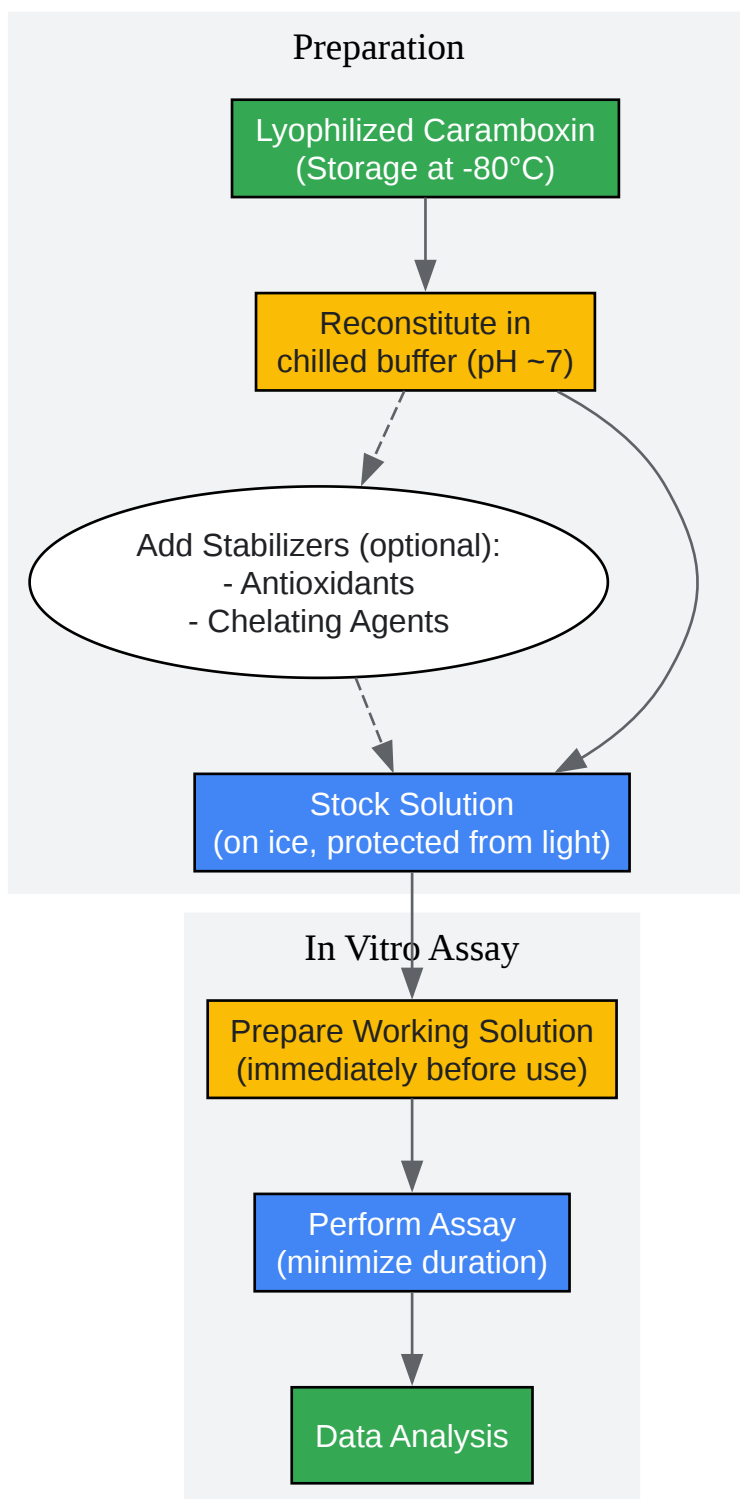 Preparation
Lyophilized Caramboxin
(Storage at -80°C)
Reconstitute in
chilled buffer (pH ~7)
Add Stabilizers (optional):
- Antioxidants
- Chelating Agents
Stock Solution
(on ice, protected from light)
In Vitro Assay
Prepare Working Solution
(immediately before use)
Perform Assay
(minimize duration)
Data Analysis